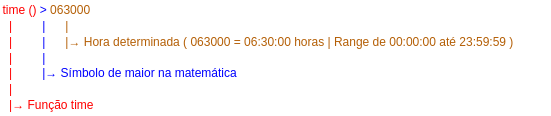 time () > 063000
|→ Hora determinada ( 063000 = 06:30:00 horas | Range de 00:00:00 até 23:59:59 )
|→ Símbolo de maior na matemática
|→ Função time